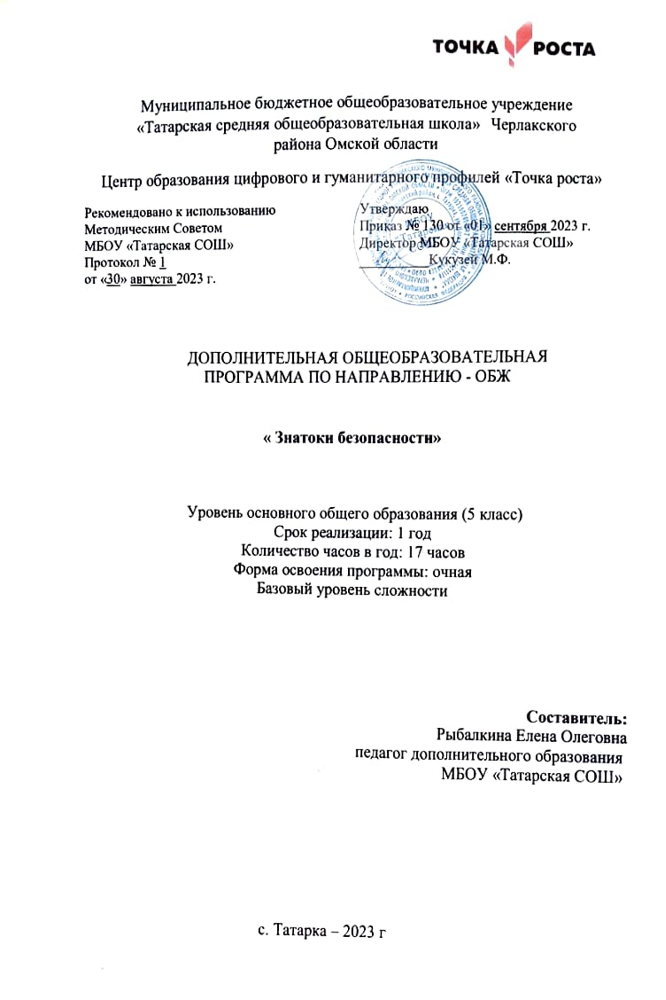 ТОЧКА РОСТА
Муниципальное бюджетное общеобразовательное учреждение
«Татарская средняя общеобразовательная школа» Черлакского
района Омской области
Центр образования цифрового и гуманитарного профилей «Точка роста»
Рекомендовано к использованию
Методическим Советом
МБОУ «Татарская СОШ»
Протокол № 1
от «30» августа 2023 г.
Утверждаю
Приказ № 130 от «01» сентября 2023 г.
Директор МБОУ «Татарская СОШ»
Кукузей М.Ф.
ДОПОЛНИТЕЛЬНАЯ ОБЩЕОБРАЗОВАТЕЛЬНАЯ
ПРОГРАММА ПО НАПРАВЛЕНИЮ - ОБЖ
« Знатоки безопасности»
Уровень основного общего образования (5 класс)
Срок реализации: 1 год
Количество часов в год: 17 часов
Форма освоения программы: очная
Базовый уровень сложности
Составитель:
Рыбалкина Елена Олеговна
педагог дополнительного образования
МБОУ «Татарская СОШ»
с. Татарка – 2023 г